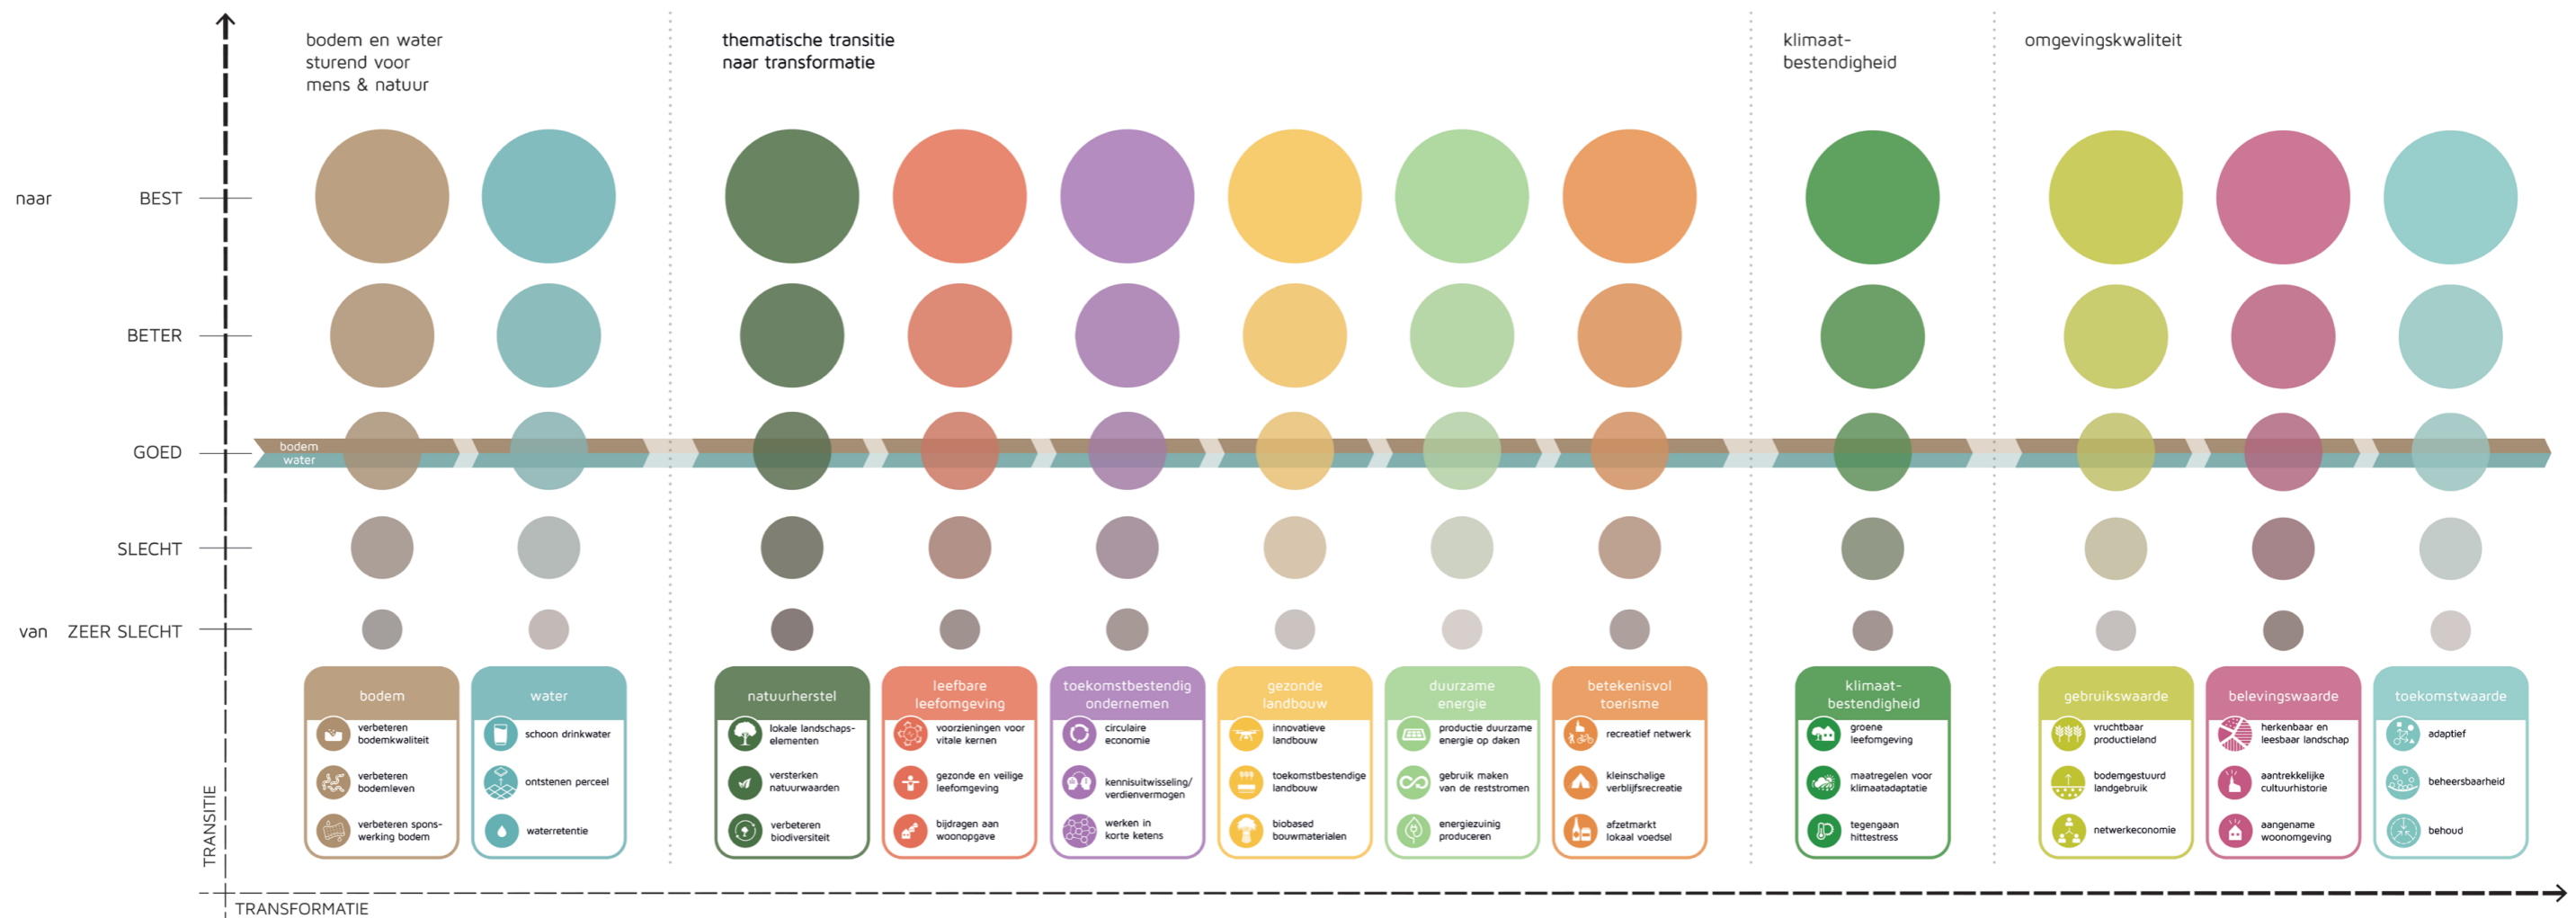 bodem en water
sturend voor
mens & natuur
thematische transitie
naar transformatie
klimaat-
bestendigheid
omgevingskwaliteit
naar BEST
BETER
GOED
bodem
water
SLECHT
van ZEER SLECHT
bodem
verbeteren
bodemkwaliteit
verbeteren
bodemleven
verbeteren spons-
werking bodem
water
schoon drinkwater
ontstenen perceel
waterretentie
natuurherstel
lokale landschaps-
elementen
versterken
natuurwaarden
verbeteren
biodiversiteit
leefbare
leefomgeving
voorzieningen voor
vitale kernen
gezonde en veilige
leefomgeving
bijdragen aan
woonopgave
toekomstbestendig
ondernemen
circulaire
economie
kennisuitwisseling/
verdienvermogen
werken in
korte ketens
gezonde
landbouw
innovatieve
landbouw
toekomstbestendige
landbouw
biobased
bouwmaterialen
duurzame
energie
productie duurzame
energie op daken
gebruik maken
van de reststromen
energiezuinig
produceren
betekenisvol
toerisme
recreatief netwerk
kleinschalige
verblijfsrecreatie
afzetmarkt
lokaal voedsel
klimaat-
bestendigheid
groene
leefomgeving
maatregelen voor
klimaatadaptatie
tegengaan
hittestress
gebruikswaarde
vruchtbaar
productieland
bodemgestuurd
landgebruik
netwerkeconomie
belevingswaarde
herkenbaar en
leesbaar landschap
aantrekkelijke
cultuurhistorie
aangename
woonomgeving
toekomstwaarde
adaptief
beheersbaarheid
behoud
TRANSITIE
TRANSFORMATIE